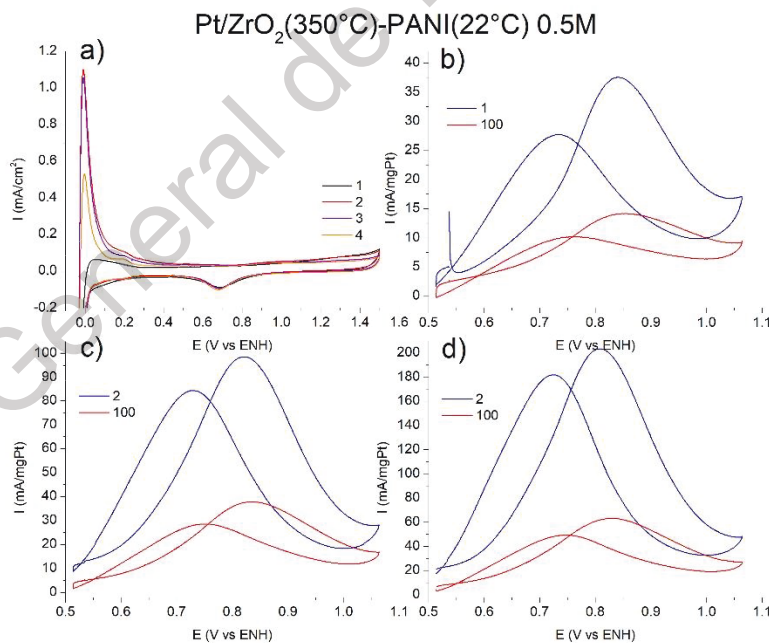 Pt/ZrO₂(350°C)-PANI(22°C) 0.5M
a)
I (mA/cm²)
1.2
1.0
0.8
0.6
0.4
0.2
0.0
-0.2
1
2
3
4
0.0 0.2 0.4 0.6 0.8 1.0 1.2 1.4 1.6
E (V vs ENH)
b)
I (mA/mgPt)
40
35
30
25
20
15
10
5
0
1
100
0.5 0.6 0.7 0.8 0.9 1.0 1.1
E (V vs ENH)
c)
I (mA/mgPt)
100
90
80
70
60
50
40
30
20
10
0
2
100
0.5 0.6 0.7 0.8 0.9 1.0 1.1
E (V vs ENH)
d)
I (mA/mgPt)
200
180
160
140
120
100
80
60
40
20
0
2
100
0.5 0.6 0.7 0.8 0.9 1.0 1.1
E (V vs ENH)
General de